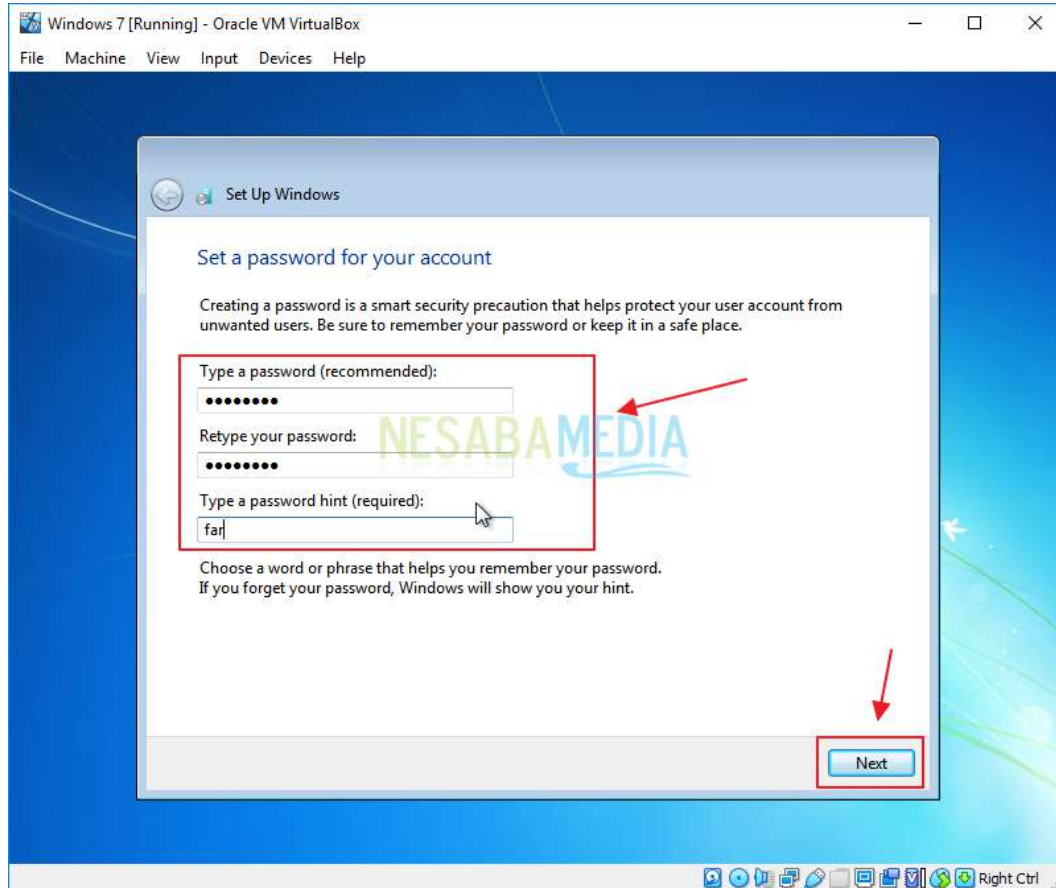 Windows 7 [Running] - Oracle VM VirtualBox
File Machine View Input Devices Help
Set Up Windows
Set a password for your account
Creating a password is a smart security precaution that helps protect your user account from
unwanted users. Be sure to remember your password or keep it in a safe place.
Type a password (recommended):
●●●●●●●●
Retype your password:
●●●●●●●●
NESABAMEDIA
Type a password hint (required):
far
Choose a word or phrase that helps you remember your password.
If you forget your password, Windows will show you your hint.
Next
Right Ctrl